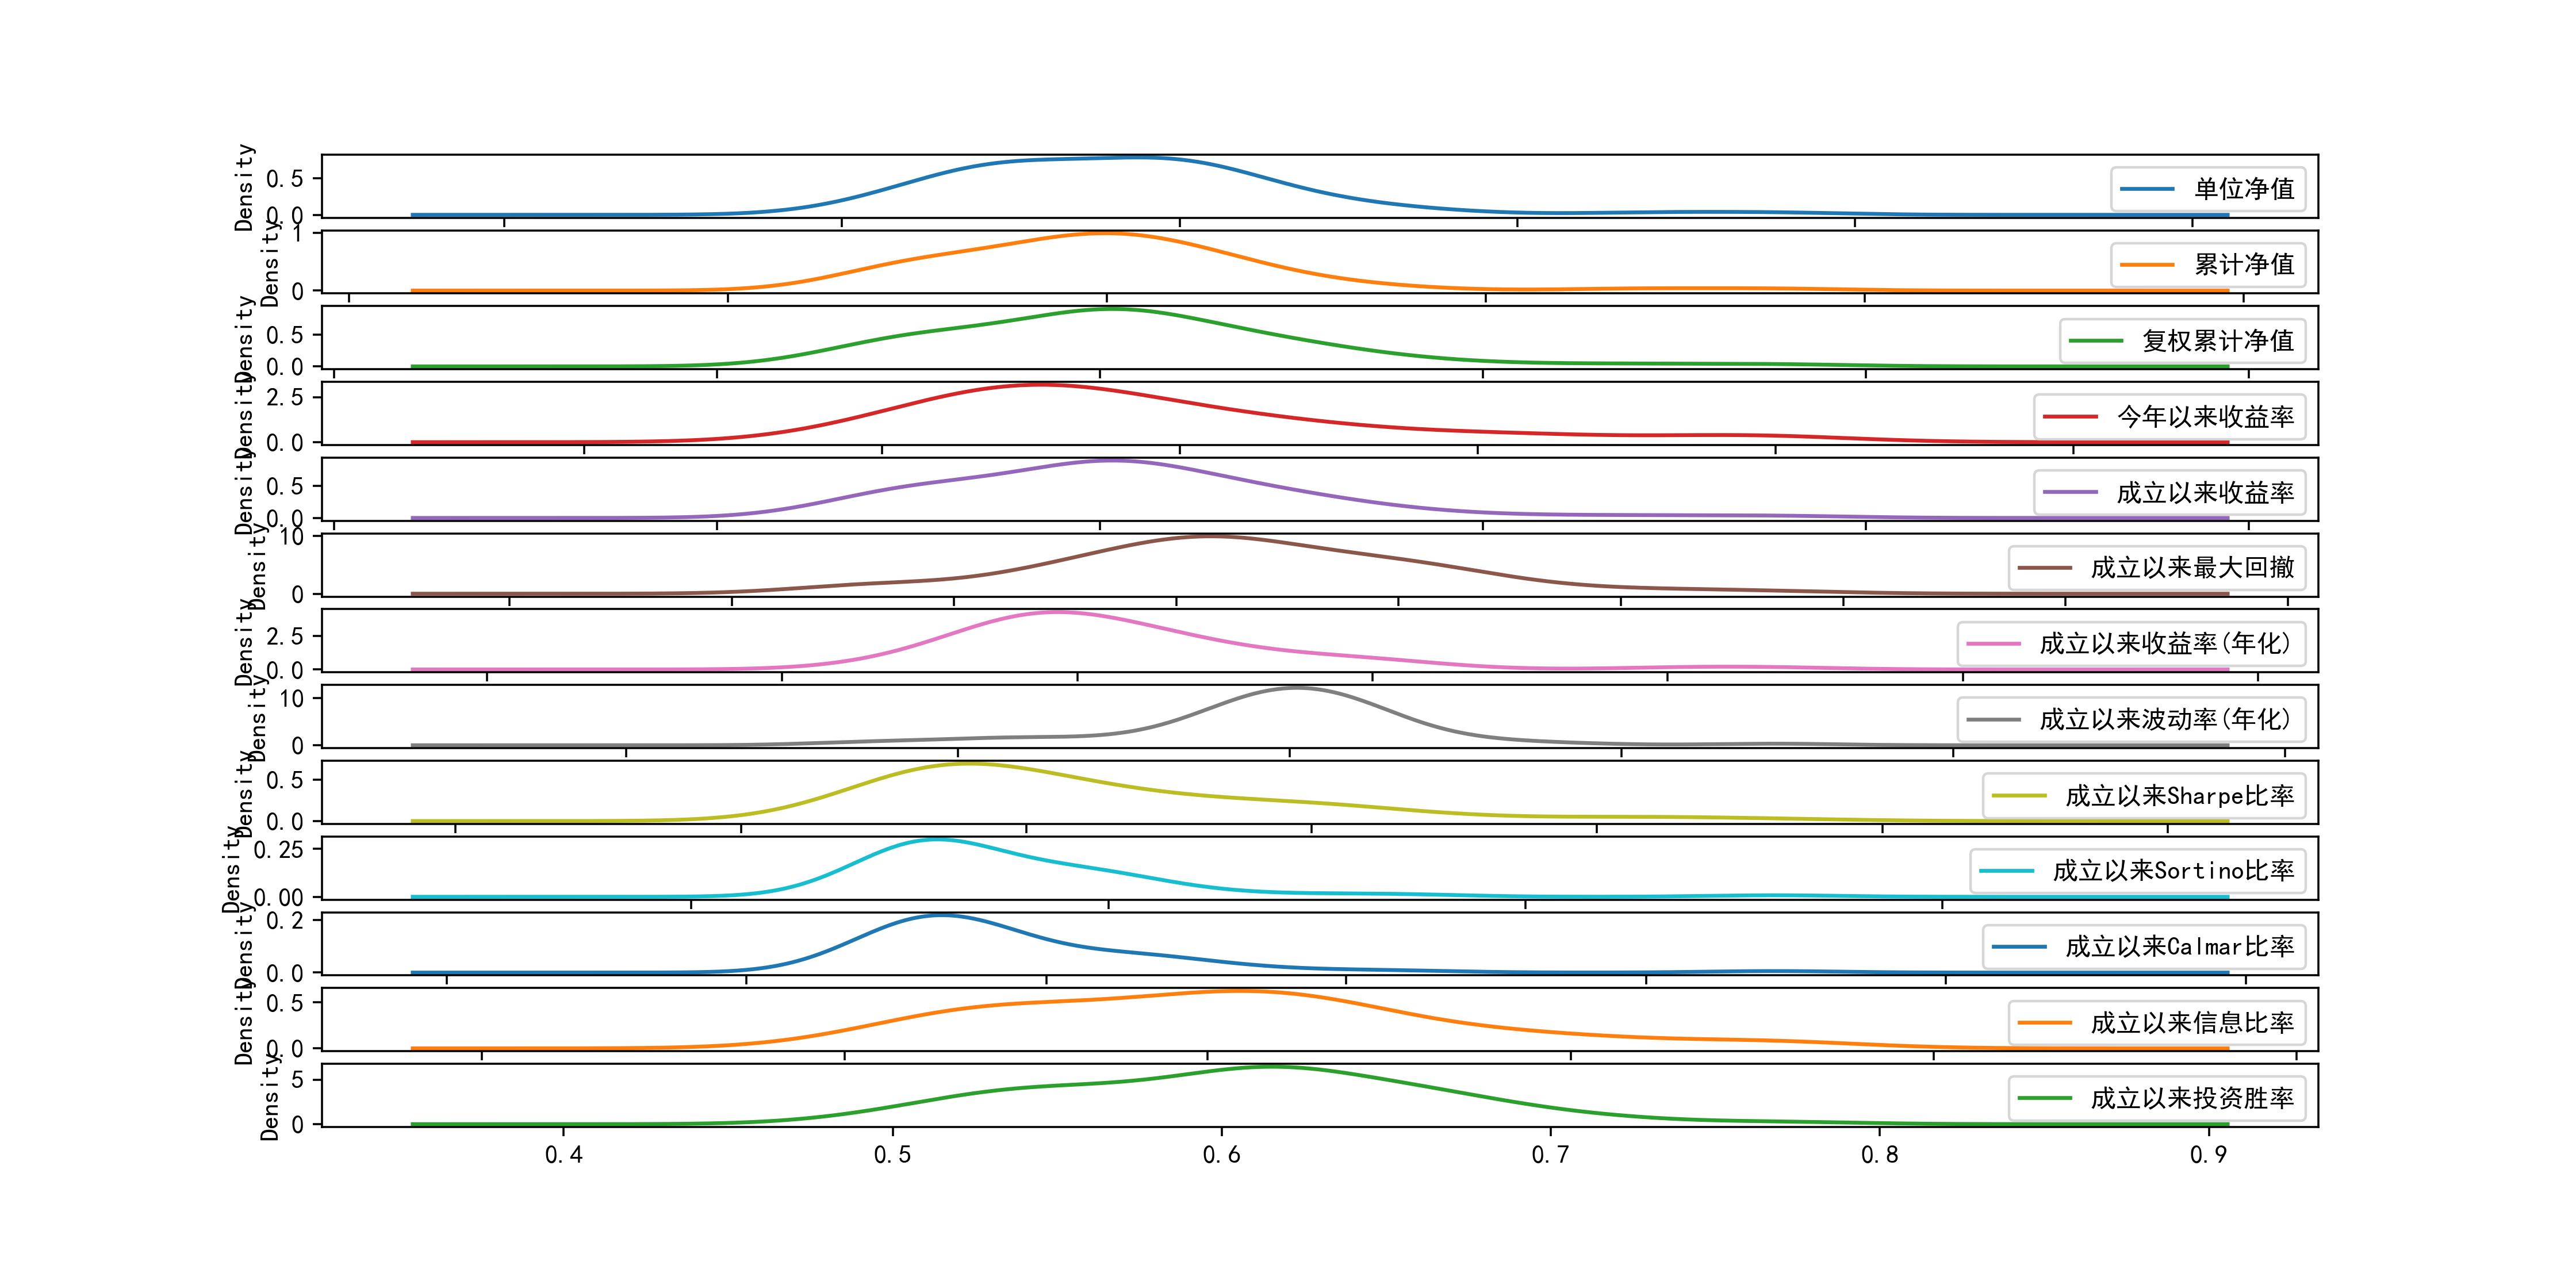 Density 0.5 0.0 单位净值
Density 1 0 累计净值
Density 0.5 0.0 复权累计净值
Density 2.5 0.0 今年以来收益率
Density 0.5 0.0 成立以来收益率
Density 10 0 成立以来最大回撤
Density 2.5 0.0 成立以来收益率(年化)
Density 10 0 成立以来波动率(年化)
Density 0.5 0.0 成立以来Sharpe比率
Density 0.25 0.00 成立以来Sortino比率
Density 0.2 0.0 成立以来Calmar比率
Density 0.5 0.0 成立以来信息比率
Density 5 0 成立以来投资胜率
0.4 0.5 0.6 0.7 0.8 0.9